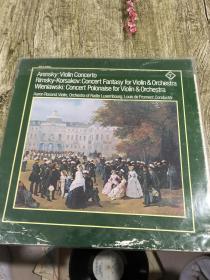 Arensky: Violin Concerto
Rimsky-Korsakov: Concert Fantasy for Violin & Orchestra
Wieniawski: Concert Polonaise for Violin & Orchestra
Aaron Rosand, Violin, Orchestra of Radio Luxembourg, Louis de Froment, Conductor